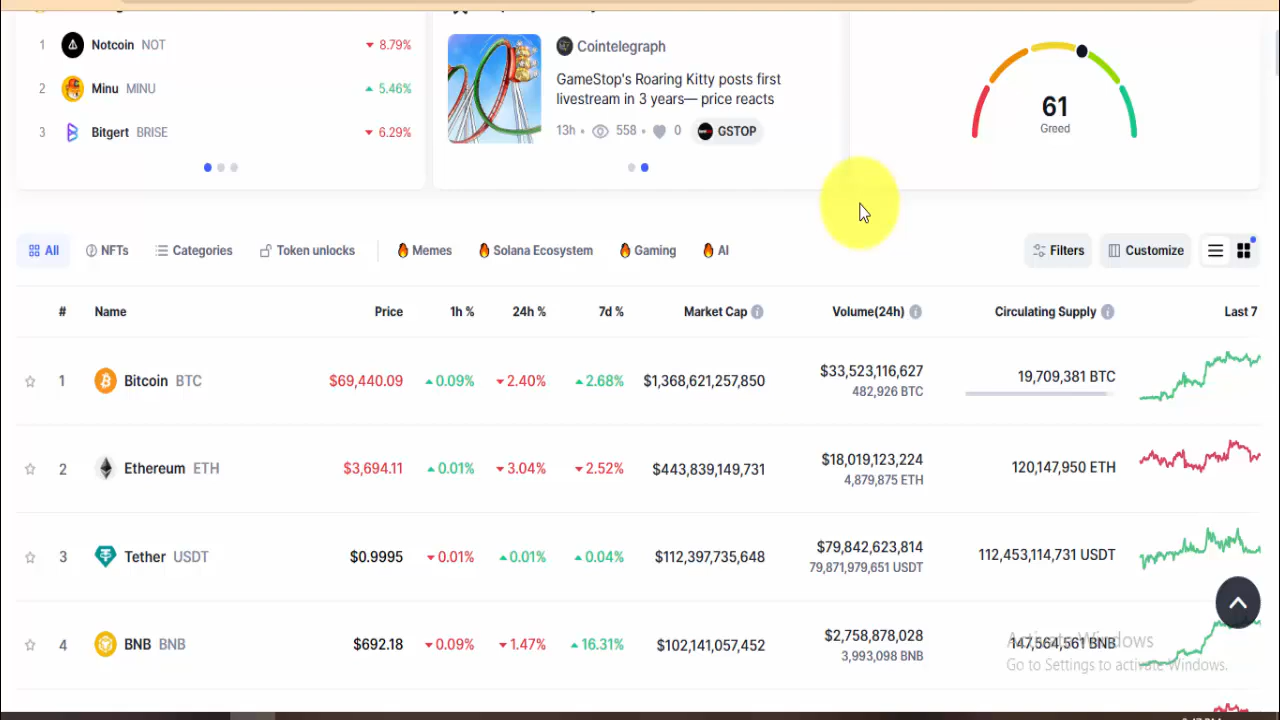 1 Notcoin NOT 8.79%
2 Minu MINU 5.46%
3 Bitgert BRISE 6.29%
Cointelegraph
GameStop's Roaring Kitty posts first
livestream in 3 years— price reacts
13h • 558 • 0 GSTOP
61
Greed
All NFTs Categories Token unlocks Memes Solana Ecosystem Gaming AI Filters Customize
# Name Price 1h % 24h % 7d % Market Cap Volume(24h) Circulating Supply Last 7
1 Bitcoin BTC $69,440.09 0.09% 2.40% 2.68% $1,368,621,257,850 $33,523,116,627 19,709,381 BTC
482,926 BTC
2 Ethereum ETH $3,694.11 0.01% 3.04% 2.52% $443,839,149,731 $18,019,123,224 120,147,950 ETH
4,879,875 ETH
3 Tether USDT $0.9995 0.01% 0.01% 0.04% $112,397,735,648 $79,842,623,814 112,453,114,731 USDT
79,871,979,651 USDT
4 BNB BNB $692.18 0.09% 1.47% 16.31% $102,141,057,452 $2,758,878,028 147,564,561 BNB
3,993,098 BNB
Activate Windows
Go to Settings to activate Windows.